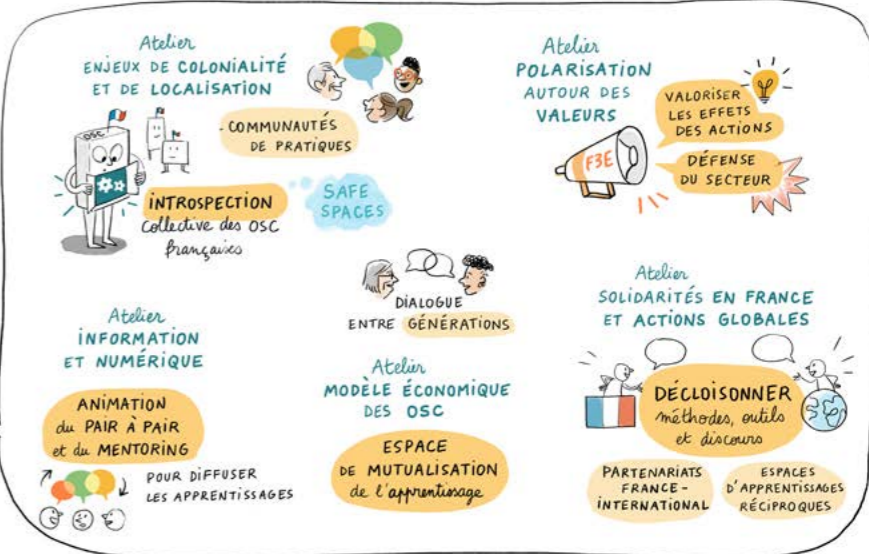 Atelier
ENJEUX DE COLONIALITÉ
ET DE LOCALISATION
OSC
COMMUNAUTÉS
DE PRATIQUES
INTROSPECTION
collective des OSC
françaises
SAFE
SPACES
Atelier
POLARISATION
AUTOUR DES
VALEURS
F3E
VALORISER
LES EFFETS
DES ACTIONS
DÉFENSE
DU SECTEUR
DIALOGUE
ENTRE GÉNÉRATIONS
Atelier
INFORMATION
ET NUMÉRIQUE
ANIMATION
du PAIR À PAIR
et du MENTORING
POUR DIFFUSER
LES APPRENTISSAGES
Atelier
MODÈLE ÉCONOMIQUE
DES OSC
ESPACE
DE MUTUALISATION
de l'apprentissage
Atelier
SOLIDARITÉS EN FRANCE
ET ACTIONS GLOBALES
DÉCLOISONNER
méthodes, outils
et discours
PARTENARIATS
FRANCE-
INTERNATIONAL
ESPACES
D'APPRENTISSAGES
RÉCIPROQUES